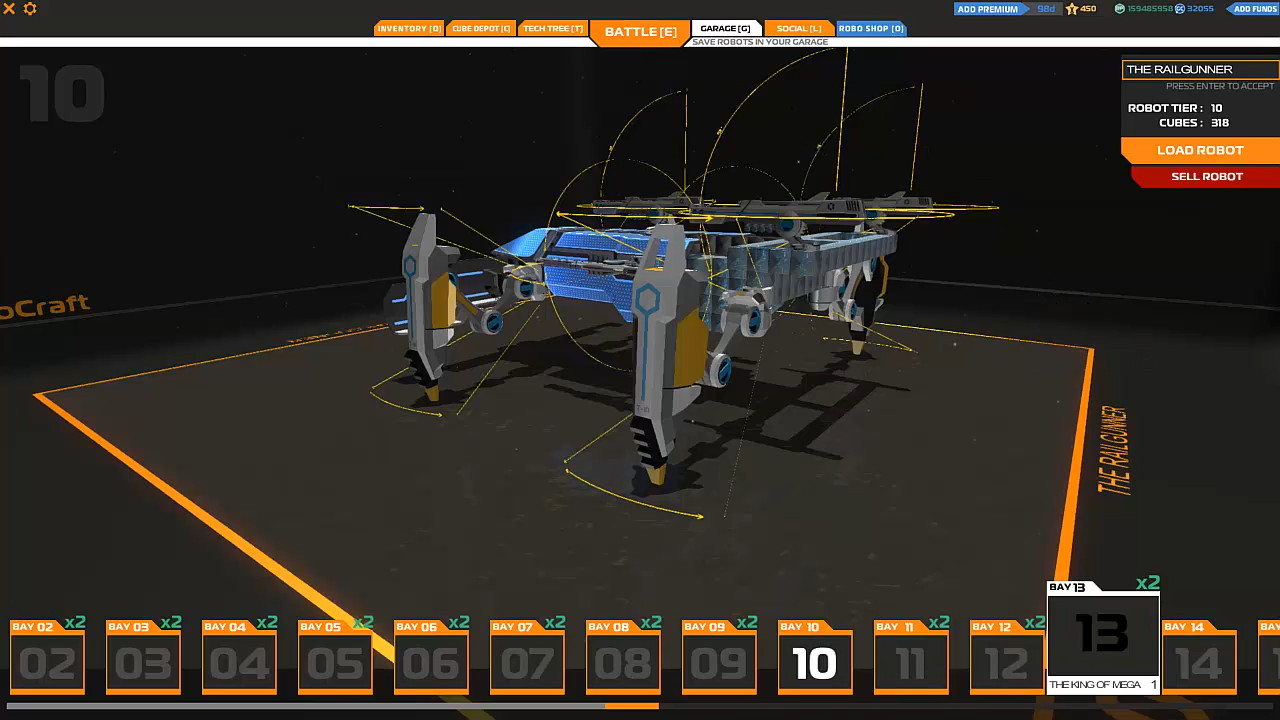 ADD PREMIUM 98d 450 159485958 32055 ADD FUNDS
INVENTORY [O] CUBE DEPOT [C] TECH TREE [T] BATTLE [E] GARAGE [G] SOCIAL [L] ROBO SHOP [O]
SAVE ROBOTS IN YOUR GARAGE
10
THE RAILGUNNER
PRESS ENTER TO ACCEPT
ROBOT TIER : 10
CUBES : 318
LOAD ROBOT
SELL ROBOT
oCraft
THE RAILGUNNER
BAY 02 x2 BAY 03 x2 BAY 04 x2 BAY 05 x2 BAY 06 x2 BAY 07 x2 BAY 08 x2 BAY 09 x2 BAY 10 BAY 11 x2 BAY 12 x2 BAY 13 x2 BAY 14 BAY
02 03 04 05 06 07 08 09 10 11 12 13 14
THE KING OF MEGA 1